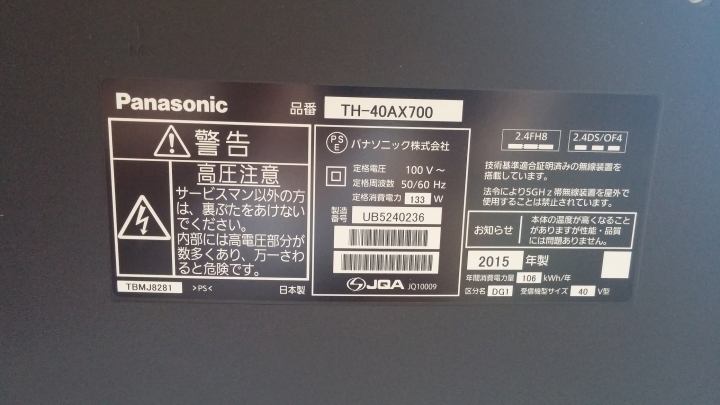 Panasonic
品番 TH-40AX700
警告
高圧注意
サービスマン以外の方
は、裏ぶたをあけない
でください。
内部には高電圧部分が
数多くあり、万一さわ
ると危険です。
TBMJ8281 >PS< 日本製
PS
E
パナソニック株式会社
定格電圧 100 V～
定格周波数 50/60 Hz
定格消費電力 133 W
製造
番号 UB5240236
JQA JQ10009
2.4FH8 2.4DS/OF4
技術基準適合証明済みの無線装置を
搭載しています。
法令により5GHz帯無線装置を屋外で
使用することは禁止されています。
お知らせ
本体の温度が高くなること
がありますが性能・品質
には問題ありません。
2015 年製
年間消費電力量 106 kWh/年
区分名 DG1 受信機型サイズ 40 V型